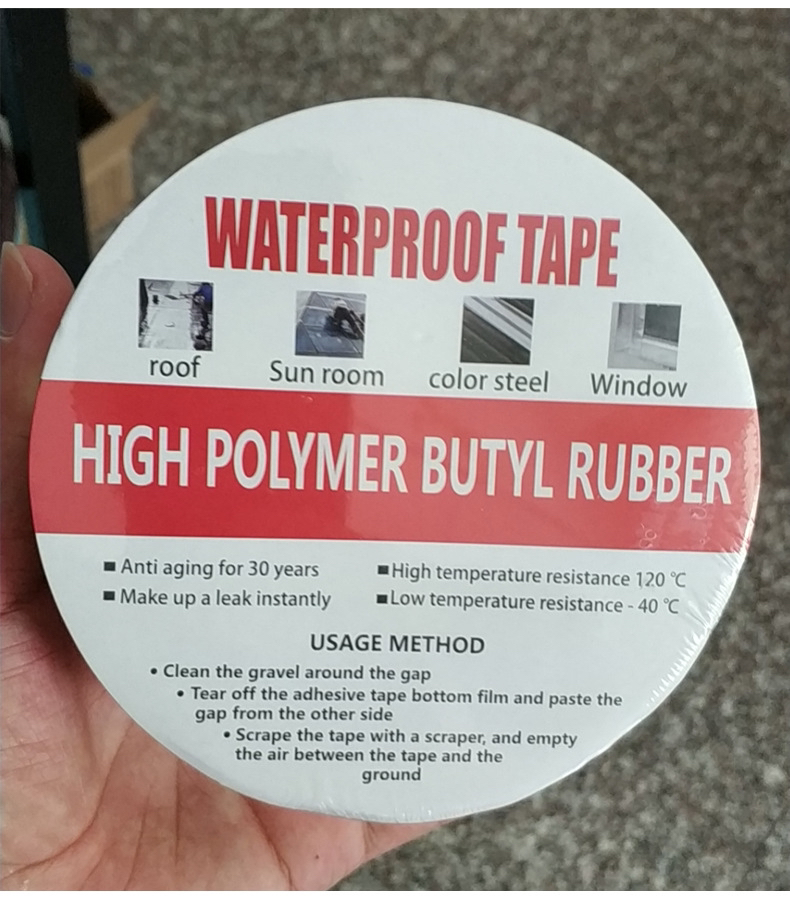 WATERPROOF TAPE
roof
Sun room
color steel
Window
HIGH POLYMER BUTYL RUBBER
■ Anti aging for 30 years
■ High temperature resistance 120 ℃
■ Make up a leak instantly
■ Low temperature resistance - 40 ℃
USAGE METHOD
• Clean the gravel around the gap
• Tear off the adhesive tape bottom film and paste the
gap from the other side
• Scrape the tape with a scraper, and empty
the air between the tape and the
ground